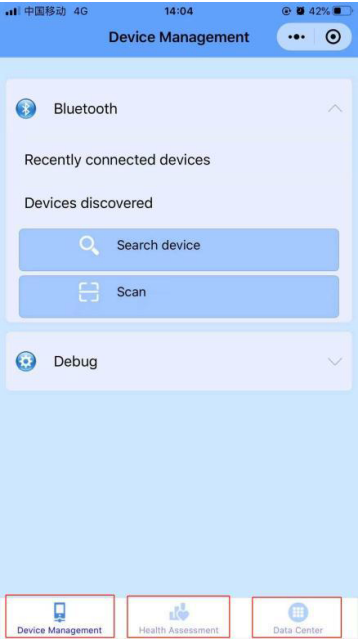 中国移动 4G 14:04 42%
Device Management
Bluetooth
Recently connected devices
Devices discovered
Search device
Scan
Debug
Device Management Health Assessment Data Center